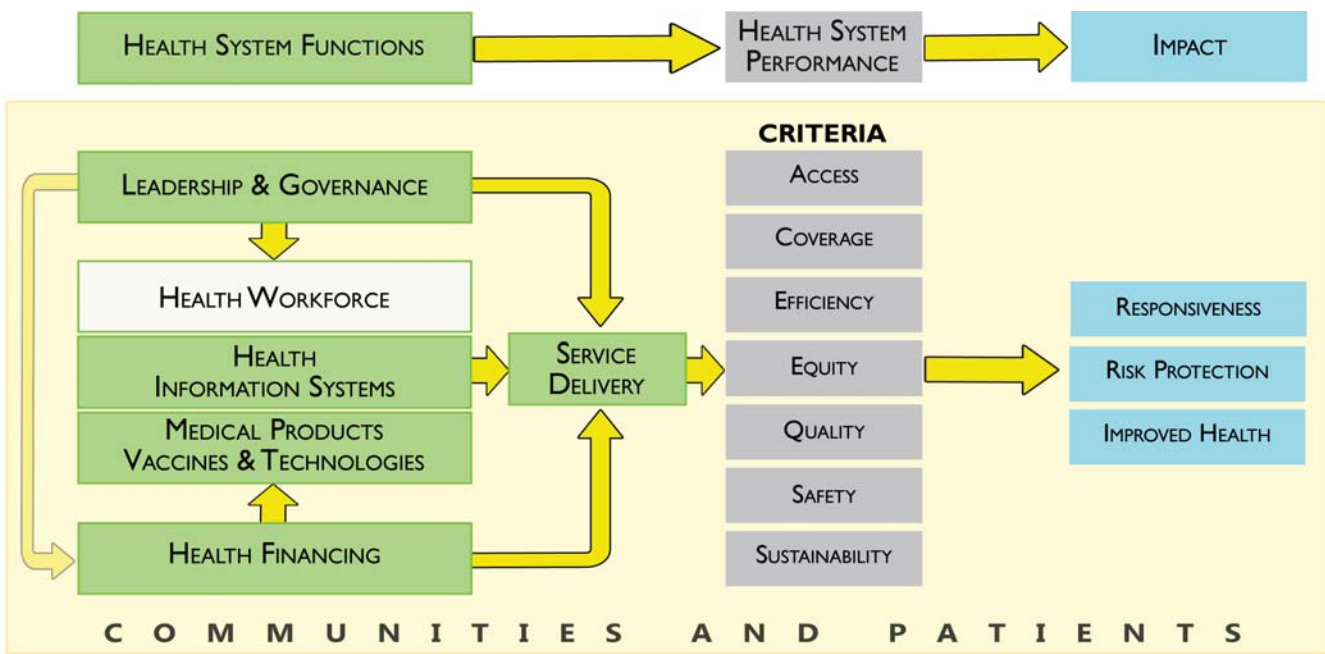 HEALTH SYSTEM FUNCTIONS
HEALTH SYSTEM
PERFORMANCE
IMPACT
CRITERIA
LEADERSHIP & GOVERNANCE
HEALTH WORKFORCE
HEALTH
INFORMATION SYSTEMS
MEDICAL PRODUCTS
VACCINES & TECHNOLOGIES
HEALTH FINANCING
SERVICE
DELIVERY
ACCESS
COVERAGE
EFFICIENCY
EQUITY
QUALITY
SAFETY
SUSTAINABILITY
RESPONSIVENESS
RISK PROTECTION
IMPROVED HEALTH
COMMUNITIES AND PATIENTS